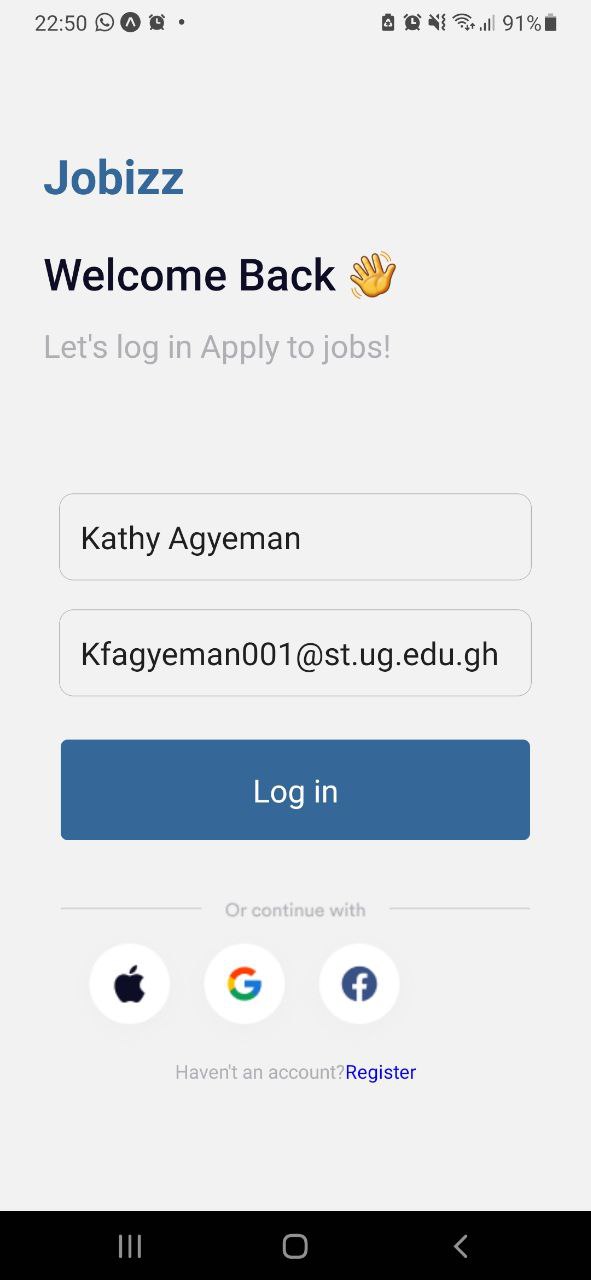 22:50 91%
Jobizz
Welcome Back 👋
Let's log in Apply to jobs!
Kathy Agyeman
Kfagyeman001@st.ug.edu.gh
Log in
Or continue with
Haven't an account?Register